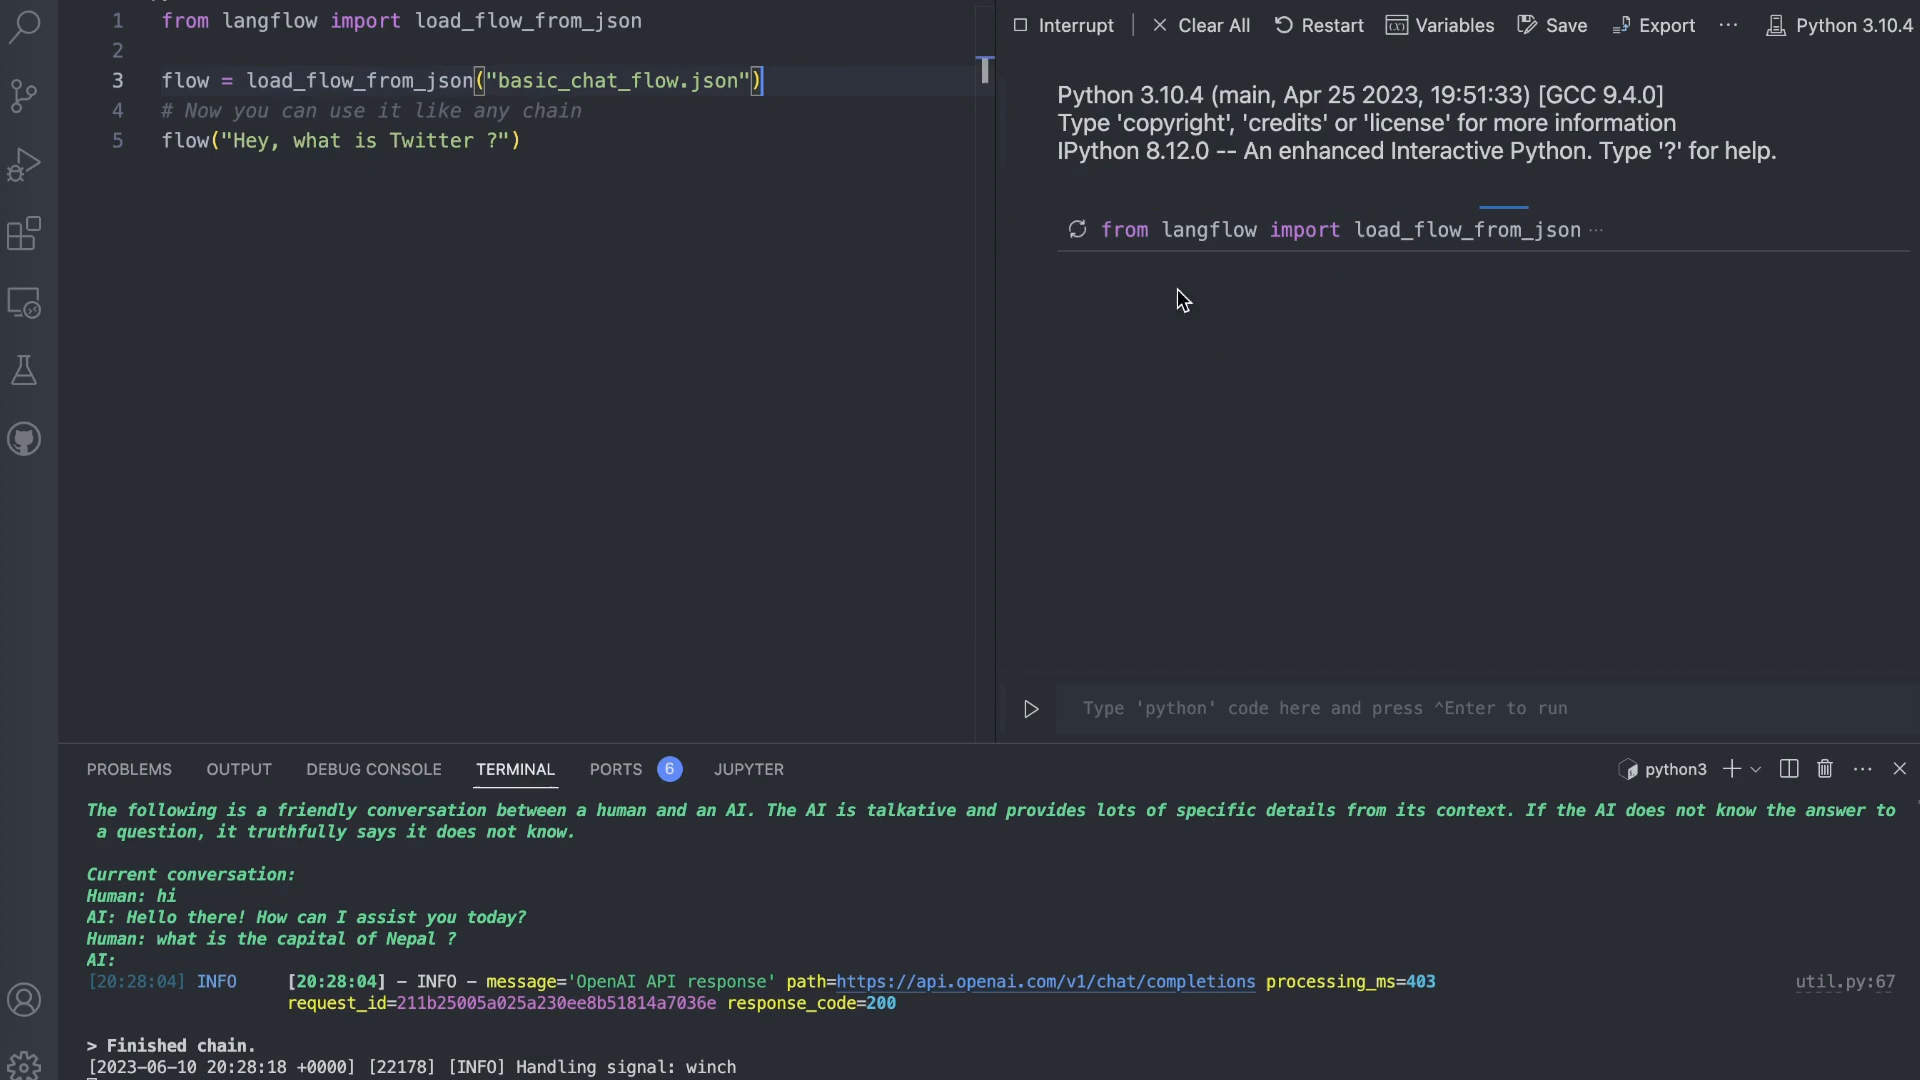 1 from langflow import load_flow_from_json
2
3 flow = load_flow_from_json("basic_chat_flow.json")
4 # Now you can use it like any chain
5 flow("Hey, what is Twitter ?")
Interrupt | Clear All Restart Variables Save Export ··· Python 3.10.4
Python 3.10.4 (main, Apr 25 2023, 19:51:33) [GCC 9.4.0]
Type 'copyright', 'credits' or 'license' for more information
IPython 8.12.0 -- An enhanced Interactive Python. Type '?' for help.
from langflow import load_flow_from_json ···
Type 'python' code here and press ^Enter to run
PROBLEMS OUTPUT DEBUG CONSOLE TERMINAL PORTS 6 JUPYTER
python3
The following is a friendly conversation between a human and an AI. The AI is talkative and provides lots of specific details from its context. If the AI does not know the answer to
a question, it truthfully says it does not know.
Current conversation:
Human: hi
AI: Hello there! How can I assist you today?
Human: what is the capital of Nepal ?
AI:
[20:28:04] INFO [20:28:04] - INFO - message='OpenAI API response' path=https://api.openai.com/v1/chat/completions processing_ms=403 util.py:67
request_id=211b25005a025a230ee8b51814a7036e response_code=200
> Finished chain.
[2023-06-10 20:28:18 +0000] [22178] [INFO] Handling signal: winch